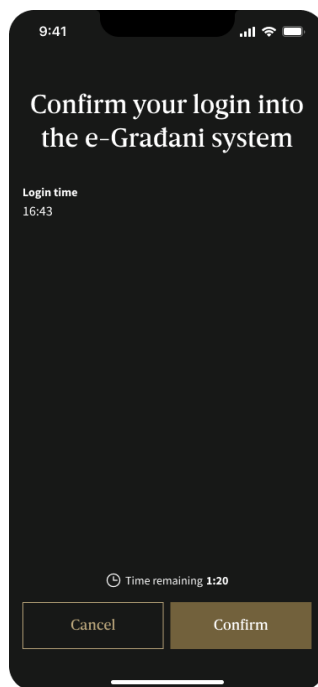 9:41
Confirm your login into
the e-Građani system
Login time
16:43
Time remaining 1:20
Cancel
Confirm